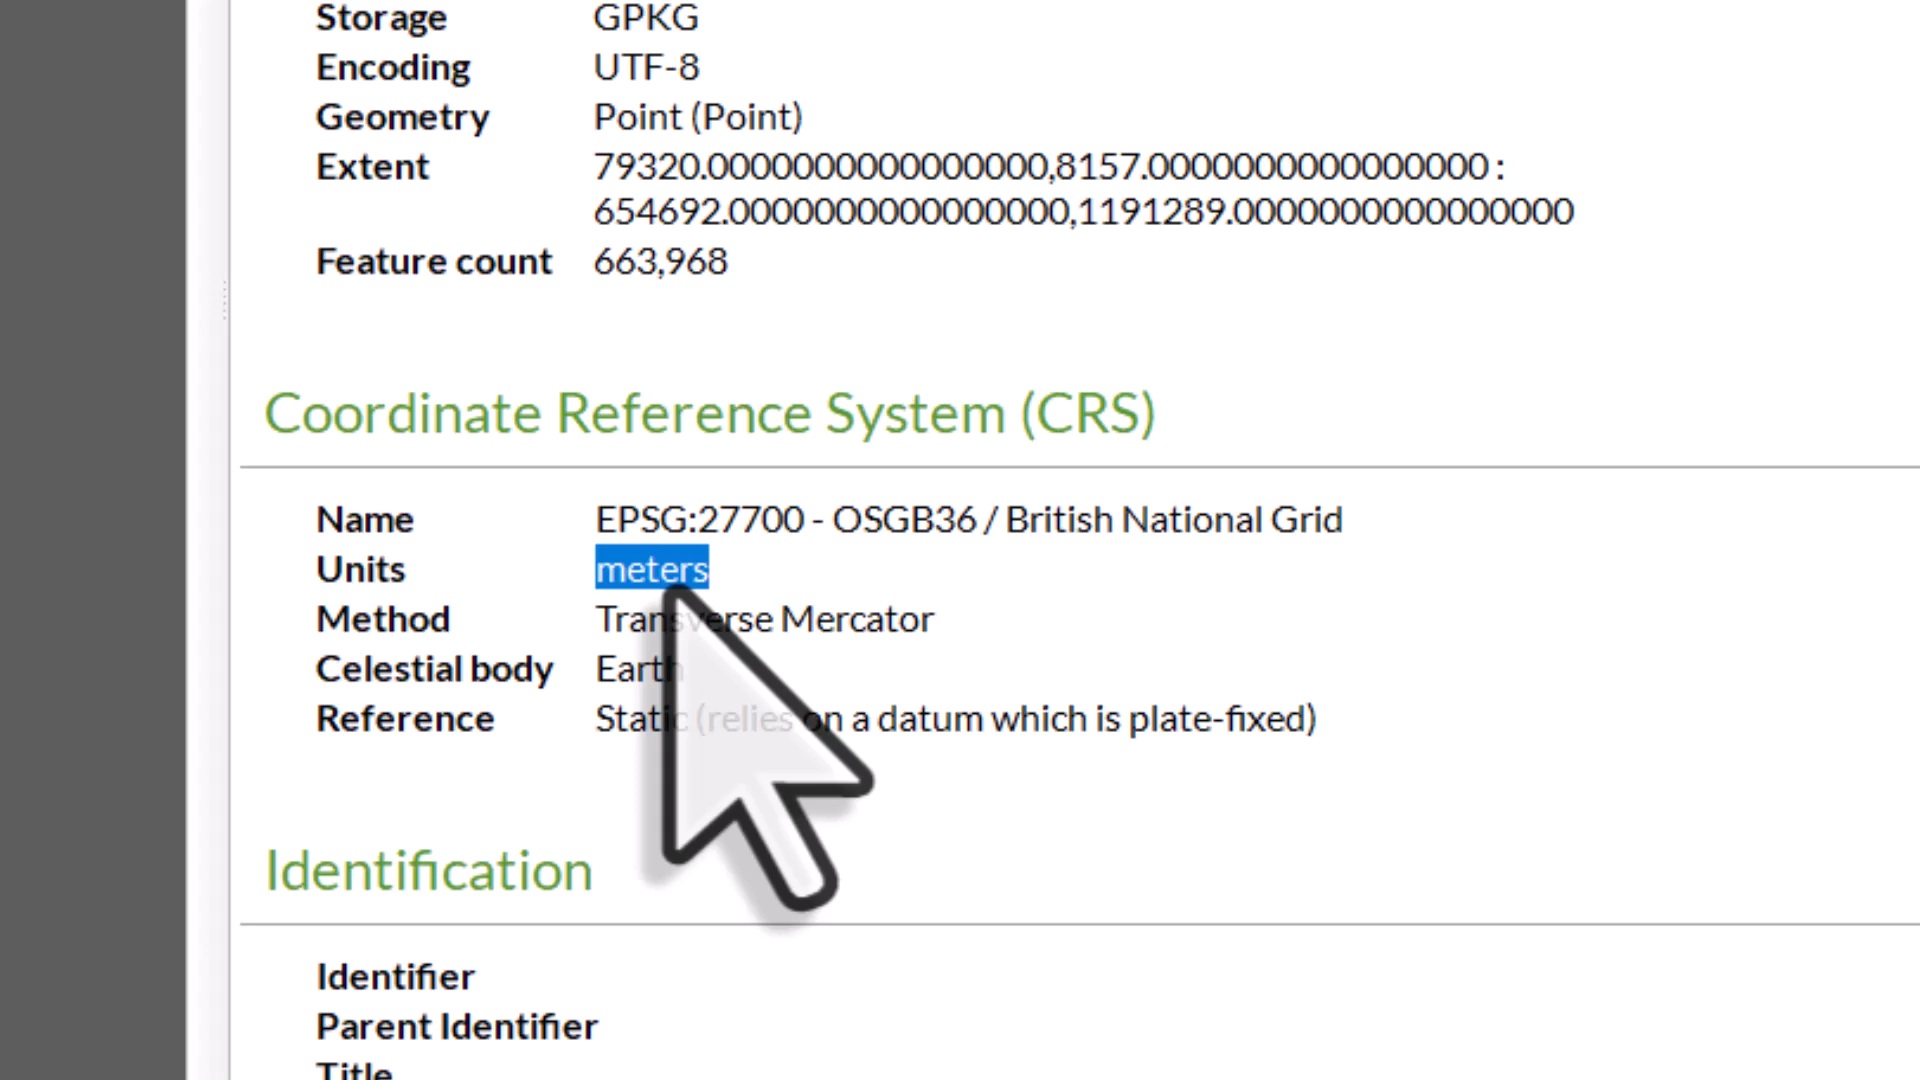 Storage GPKG
Encoding UTF-8
Geometry Point (Point)
Extent 79320.0000000000000000,8157.0000000000000000 :
654692.0000000000000000,1191289.0000000000000000
Feature count 663,968
Coordinate Reference System (CRS)
Name EPSG:27700 - OSGB36 / British National Grid
Units meters
Method Transverse Mercator
Celestial body Earth
Reference Static (relies on a datum which is plate-fixed)
Identification
Identifier
Parent Identifier
Title